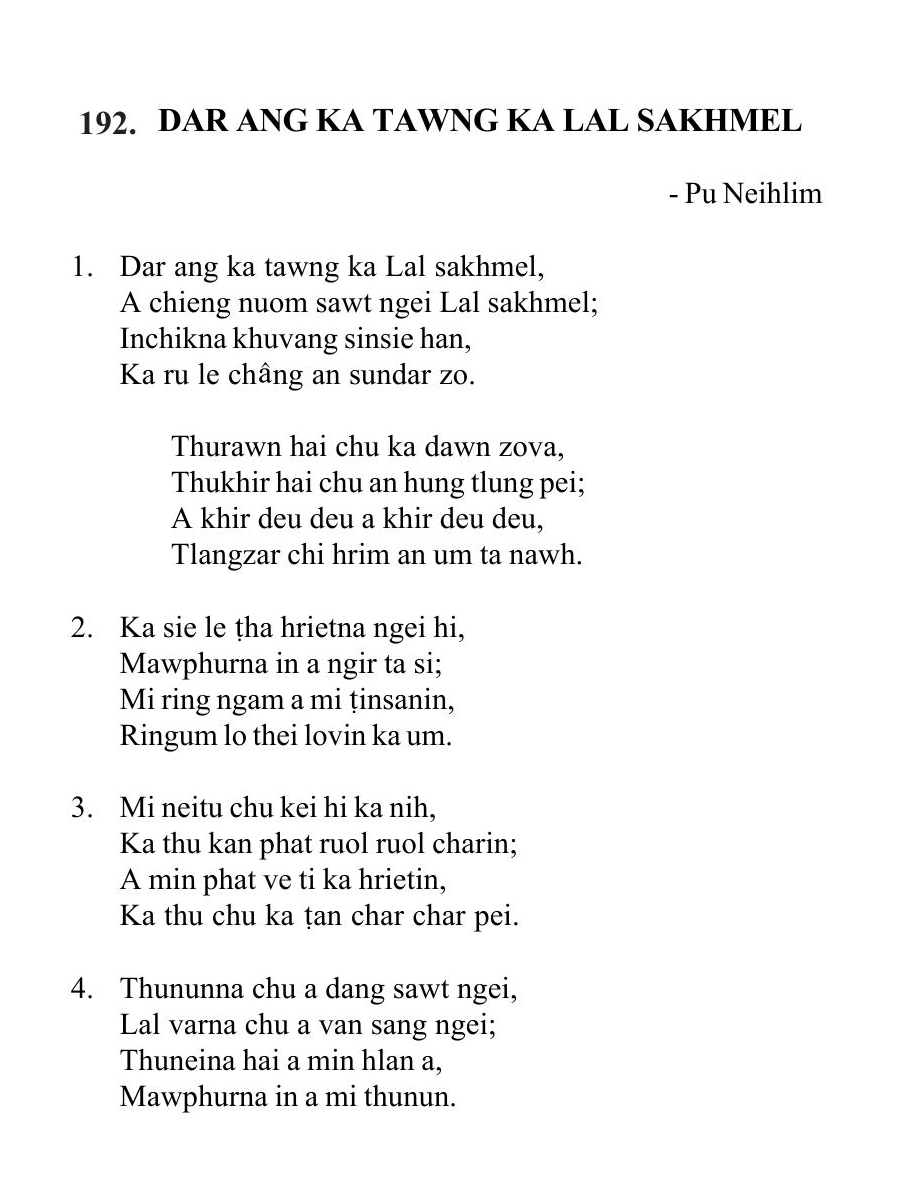 192. DAR ANG KA TAWNG KA LAL SAKHMEL
- Pu Neihlim
1. Dar ang ka tawng ka Lal sakhmel,
A chieng nuom sawt ngei Lal sakhmel;
Inchikna khuvang sinsie han,
Ka ru le châng an sundar zo.
Thurawn hai chu ka dawn zova,
Thukhir hai chu an hung tlung pei;
A khir deu deu a khir deu deu,
Tlangzar chi hrim an um ta nawh.
2. Ka sie le ṭha hrietna ngei hi,
Mawphurna in a ngir ta si;
Mi ring ngam a mi ṭinsanin,
Ringum lo thei lovin ka um.
3. Mi neitu chu kei hi ka nih,
Ka thu kan phat ruol ruol charin;
A min phat ve ti ka hrietin,
Ka thu chu ka ṭan char char pei.
4. Thununna chu a dang sawt ngei,
Lal varna chu a van sang ngei;
Thuneina hai a min hlan a,
Mawphurna in a mi thunun.